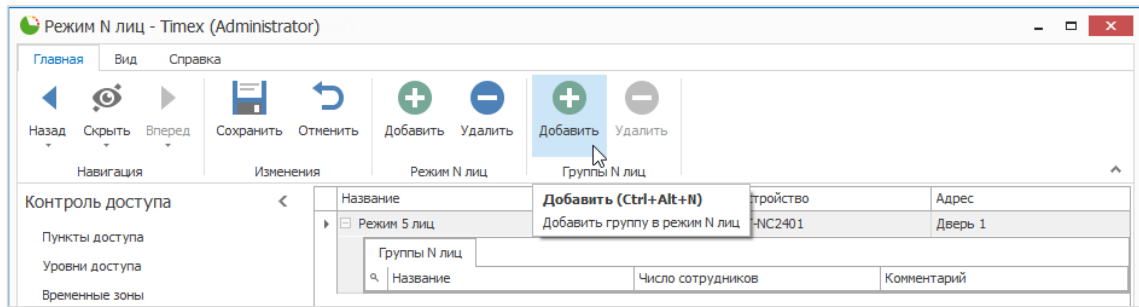 Режим N лиц - Timex (Administrator)
Главная Вид Справка
Назад Скрыть Вперед Сохранить Отменить Добавить Удалить Добавить Удалить
Навигация Изменения Режим N лиц Группы N лиц
Контроль доступа
Пункты доступа
Уровни доступа
Временные зоны
Название тройство Адрес
Режим 5 лиц -NC2401 Дверь 1
Добавить (Ctrl+Alt+N)
Добавить группу в режим N лиц
Группы N лиц
Название Число сотрудников Комментарий